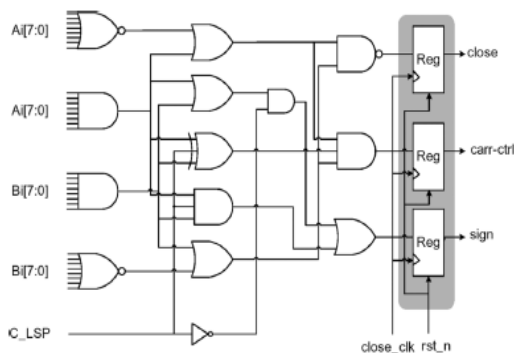 Ai[7:0]
Reg
close
Ai[7:0]
Reg
carr-ctrl
Bi[7:0]
Reg
sign
Bi[7:0]
C_LSP
close_clk
rst_n